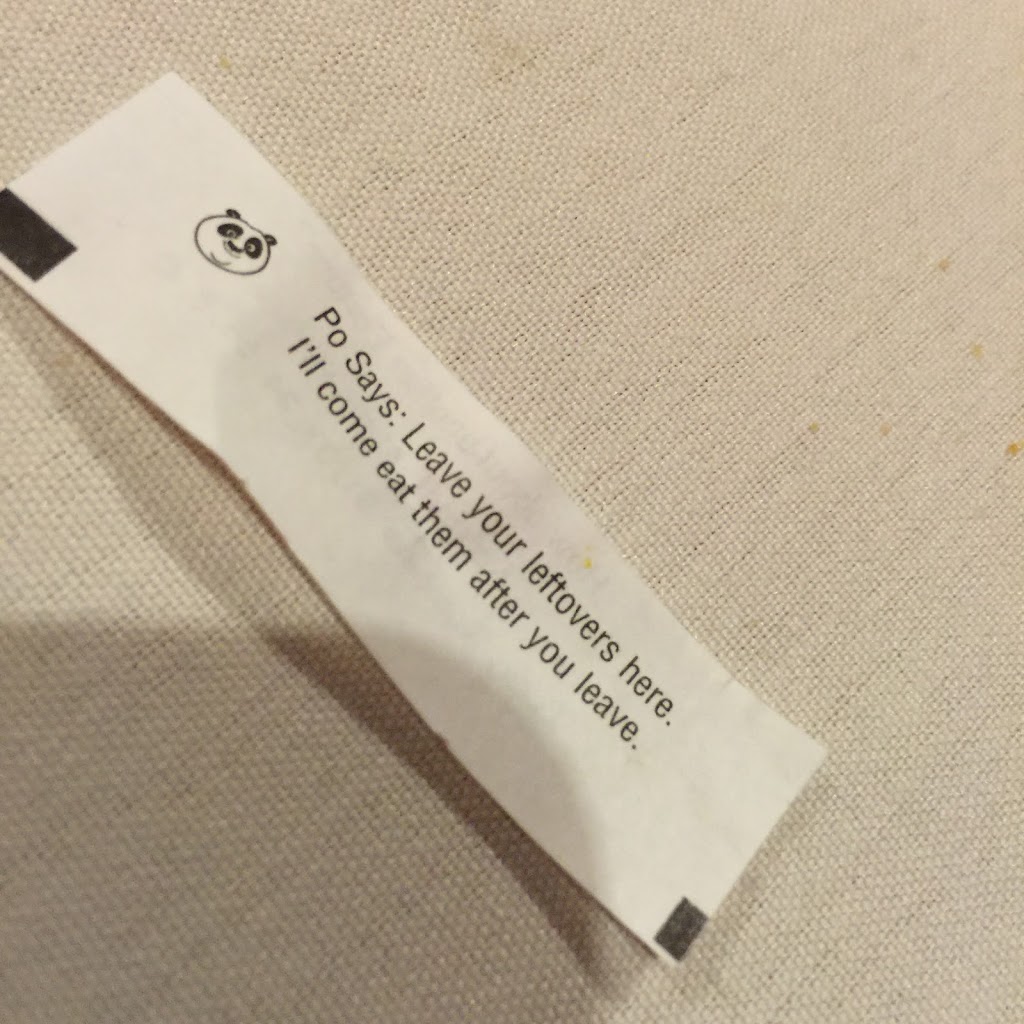 Po Says: Leave your leftovers here.
I'll come eat them after you leave.